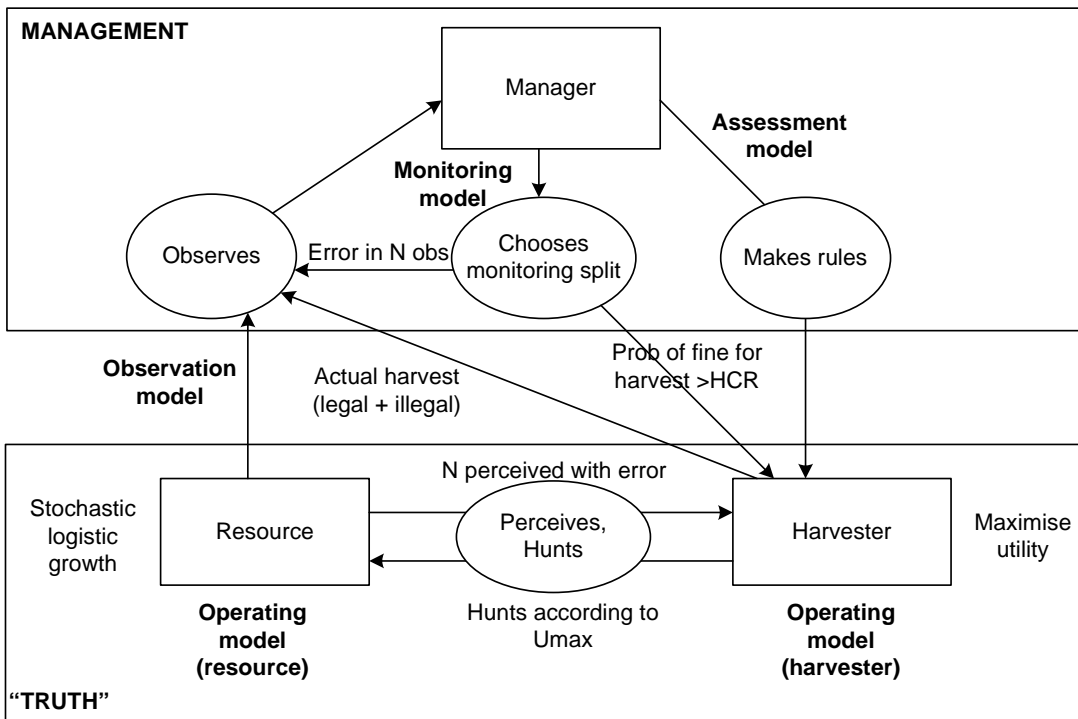 MANAGEMENT
Manager
Assessment
model
Monitoring
model
Observes
Error in N obs
Chooses
monitoring split
Makes rules
Observation
model
Actual harvest
(legal + illegal)
Prob of fine for
harvest >HCR
N perceived with error
Stochastic
logistic
growth
Resource
Perceives,
Hunts
Harvester
Maximise
utility
Operating
model
(resource)
Hunts according to
Umax
Operating
model
(harvester)
“TRUTH”